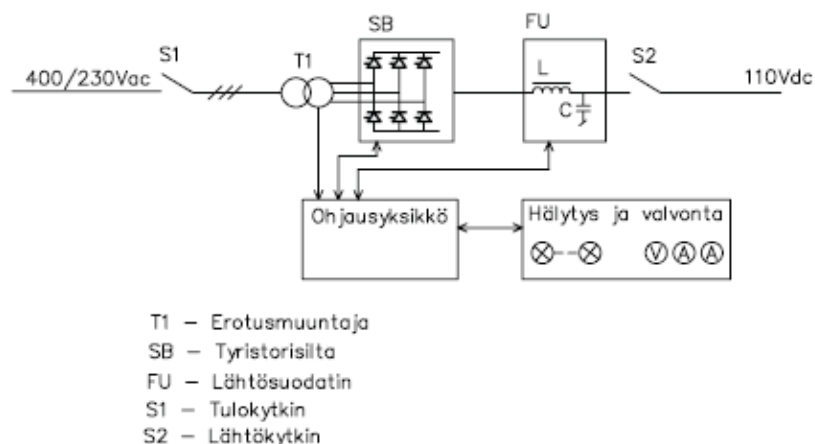 SB
FU
S1
T1
S2
400/230Vac
L
110Vdc
C
Ohjausyksikkö
Hälytys ja valvonta
V A A
T1 – Erotusmuuntaja
SB – Tyristorisilta
FU – Lähtösuodatin
S1 – Tulokytkin
S2 – Lähtökytkin